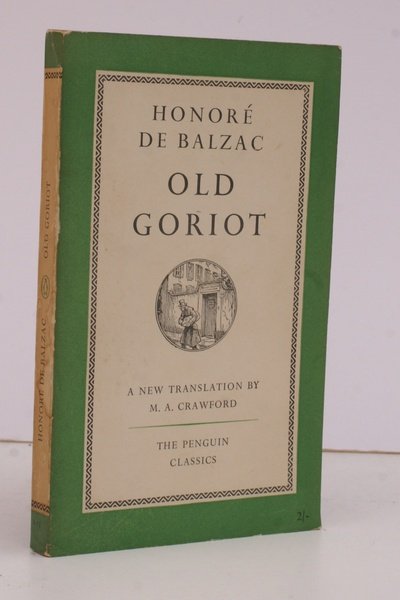 HONORÉ
DE BALZAC
OLD
GORIOT
A NEW TRANSLATION BY
M. A. CRAWFORD
THE PENGUIN
CLASSICS
2/-
HONORÉ DE BALZAC OLD GORIOT